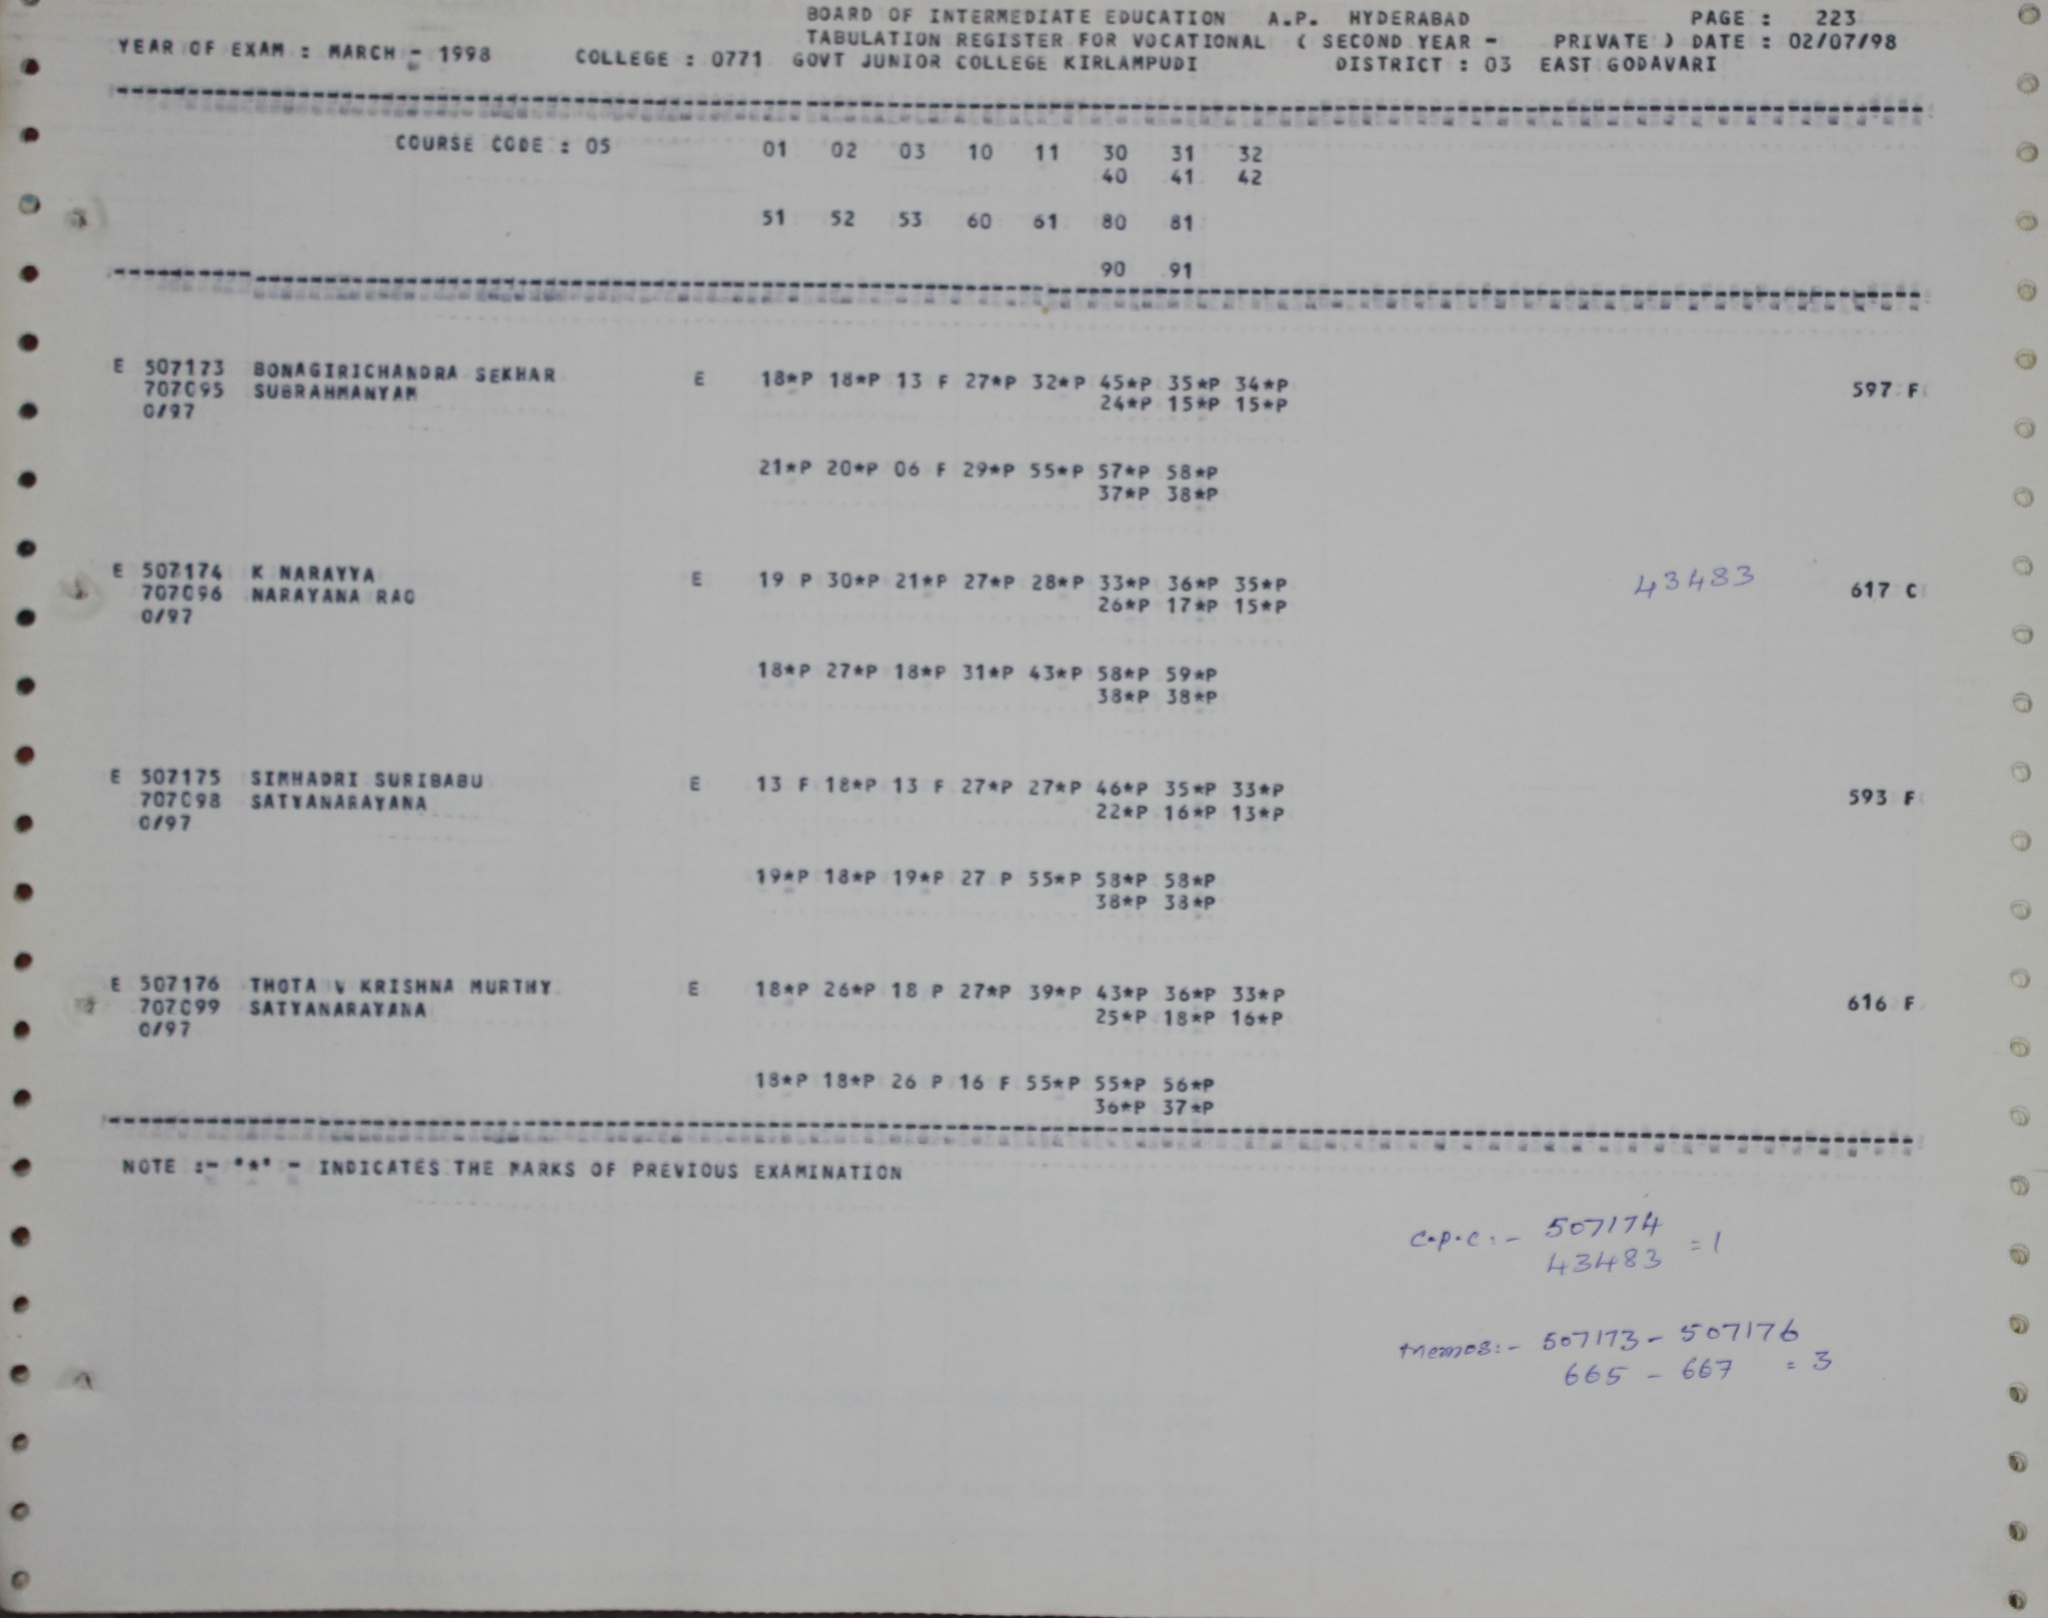 BOARD OF INTERMEDIATE EDUCATION A.P. HYDERABAD PAGE : 223
TABULATION REGISTER FOR VOCATIONAL ( SECOND YEAR - PRIVATE ) DATE : 02/07/98
YEAR OF EXAM : MARCH - 1998 COLLEGE : 0771 GOVT JUNIOR COLLEGE KIRLAMPUDI DISTRICT : 03 EAST GODAVARI
COURSE CODE : 05 01 02 03 10 11 30 31 32
40 41 42
51 52 53 60 61 80 81
90 91
E 507173 BONAGIRICHANDRA SEKHAR E 18*P 18*P 13 F 27*P 32*P 45*P 35*P 34*P 597 F
707095 SUBRAHMANYAM 24*P 15*P 15*P
0/97
21*P 20*P 06 F 29*P 55*P 57*P 58*P
37*P 38*P
E 507174 K NARAYYA E 19 P 30*P 21*P 27*P 28*P 33*P 36*P 35*P 43483 617 C
707096 NARAYANA RAO 26*P 17*P 15*P
0/97
18*P 27*P 18*P 31*P 43*P 58*P 59*P
38*P 38*P
E 507175 SIMHADRI SURIBABU E 13 F 18*P 13 F 27*P 27*P 46*P 35*P 33*P 593 F
707098 SATYANARAYANA 22*P 16*P 13*P
0/97
19*P 18*P 19*P 27 P 55*P 58*P 58*P
38*P 38*P
E 507176 THOTA V KRISHNA MURTHY E 18*P 26*P 18 P 27*P 39*P 43*P 36*P 33*P 616 F
707099 SATYANARAYANA 25*P 18*P 16*P
0/97
18*P 18*P 26 P 16 F 55*P 55*P 56*P
36*P 37*P
NOTE :- "*" - INDICATES THE MARKS OF PREVIOUS EXAMINATION
C.P.C :- 507174
43483 = 1
Memos :- 507173 - 507176
665 - 667 = 3